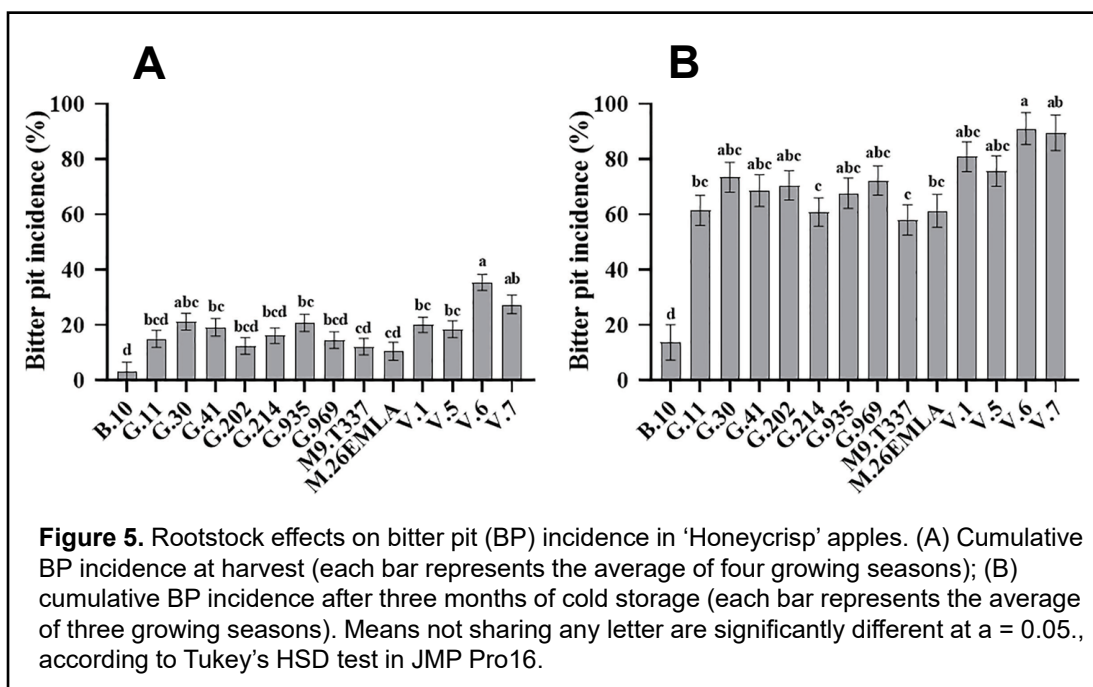 A
Bitter pit incidence (%)
100
80
60
40
20
0
d
bcd
abc
bc
bcd
bcd
bc
bcd
cd
cd
bc
bc
a
ab
B.10
G.11
G.30
G.41
G.202
G.214
G.935
G.969
M9.T337
M.26EMLA
V.1
V.5
V.6
V.7
B
Bitter pit incidence (%)
100
80
60
40
20
0
d
bc
abc
abc
abc
c
abc
abc
c
bc
abc
abc
a
ab
B.10
G.11
G.30
G.41
G.202
G.214
G.935
G.969
M9.T337
M.26EMLA
V.1
V.5
V.6
V.7
Figure 5. Rootstock effects on bitter pit (BP) incidence in ‘Honeycrisp’ apples. (A) Cumulative
BP incidence at harvest (each bar represents the average of four growing seasons); (B)
cumulative BP incidence after three months of cold storage (each bar represents the average
of three growing seasons). Means not sharing any letter are significantly different at a = 0.05.,
according to Tukey’s HSD test in JMP Pro16.